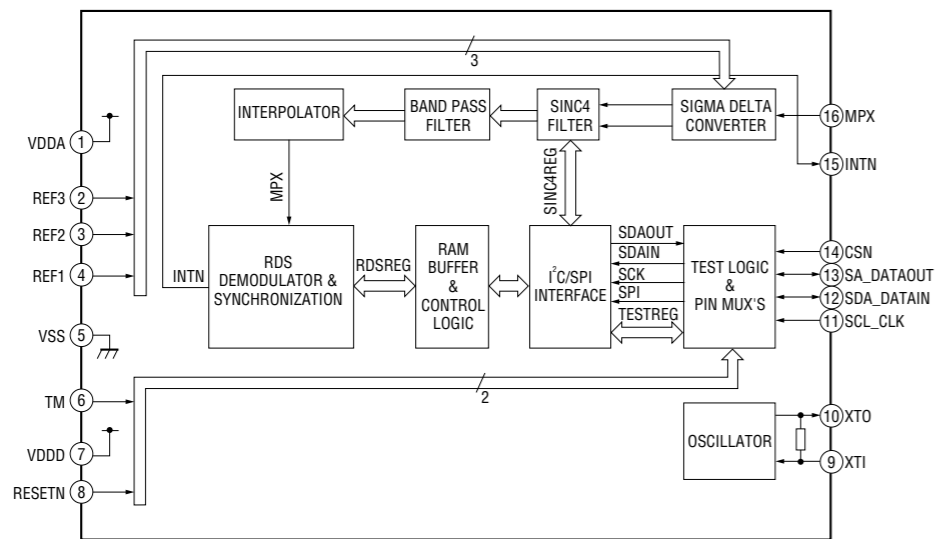 3
INTERPOLATOR
BAND PASS
FILTER
SINC4
FILTER
SIGMA DELTA
CONVERTER
16 MPX
15 INTN
VDDA 1
REF3 2
REF2 3
REF1 4
VSS 5
TM 6
VDDD 7
RESETN 8
MPX
SINC4REG
INTN
RDS
DEMODULATOR &
SYNCHRONIZATION
RDSREG
RAM
BUFFER
&
CONTROL
LOGIC
I²C/SPI
INTERFACE
SDAOUT
SDAIN
SCK
SPI
TESTREG
TEST LOGIC
&
PIN MUX'S
14 CSN
13 SA_DATAOUT
12 SDA_DATAIN
11 SCL_CLK
2
OSCILLATOR
10 XTO
9 XTI